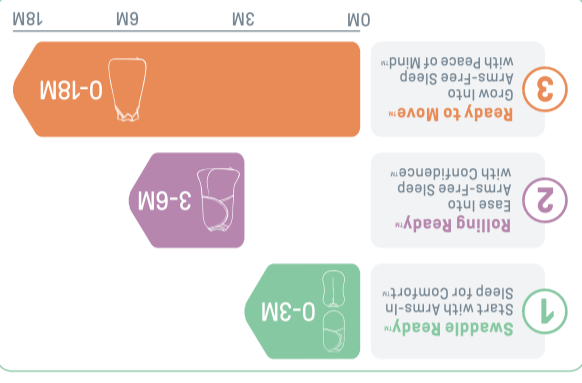 1
Swaddle Ready™
Start with Arms-In
Sleep for Comfort™
0-3M
2
Rolling Ready™
Ease Into
Arms-Free Sleep
with Confidence™
3-6M
3
Ready to Move™
Grow Into
Arms-Free Sleep
with Peace of Mind™
0-18M
0M
3M
6M
18M